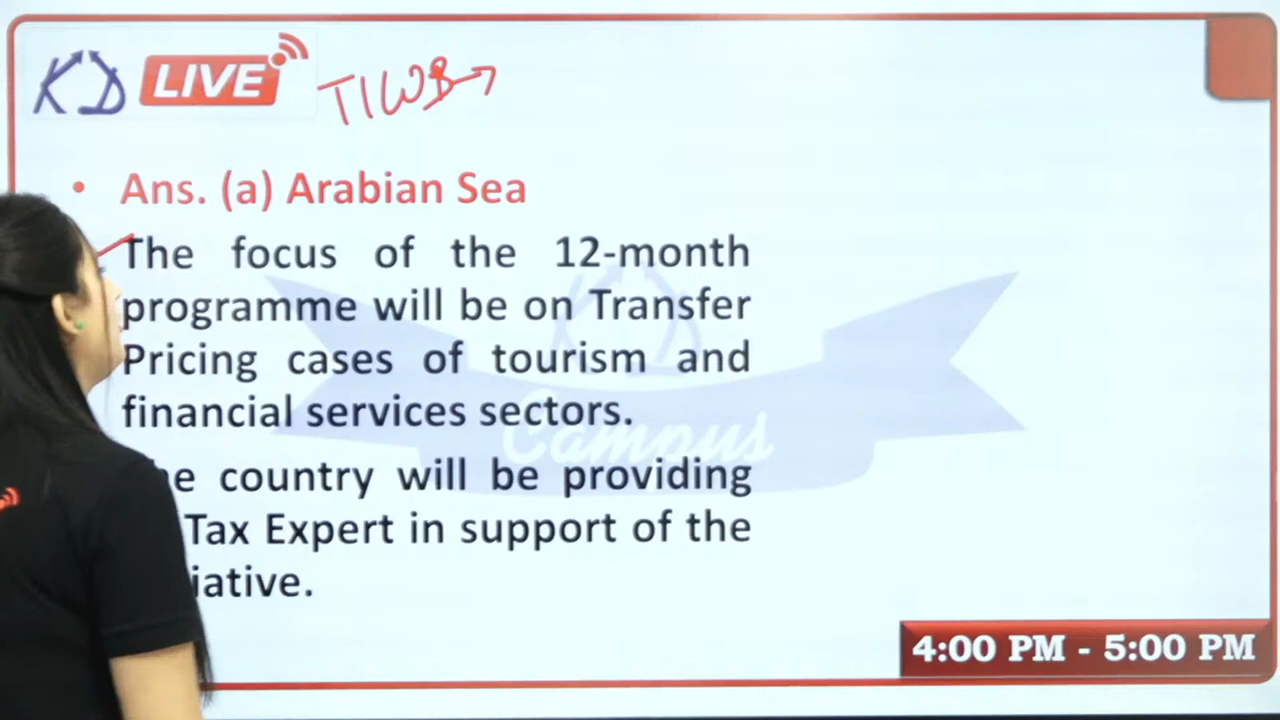 KD LIVE TIWB
• Ans. (a) Arabian Sea
The focus of the 12-month
programme will be on Transfer
Pricing cases of tourism and
financial services sectors.
country will be providing
Tax Expert in support of the
Campus
4:00 PM - 5:00 PM